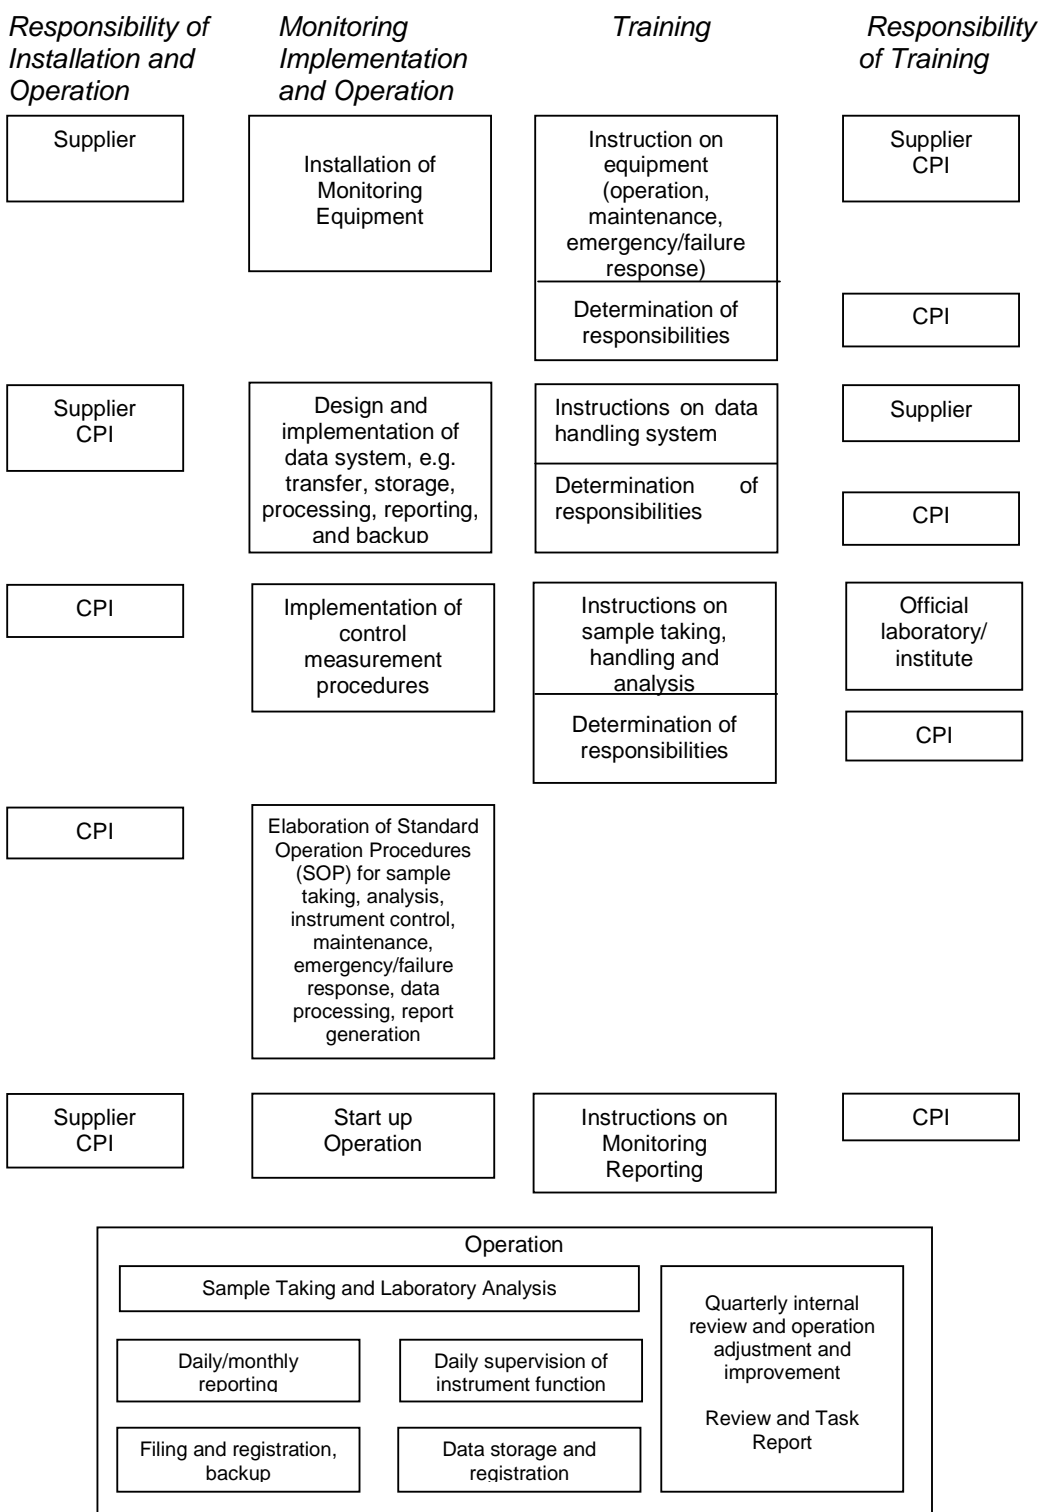 Responsibility of
Installation and
Operation
Monitoring
Implementation
and Operation
Training
Responsibility
of Training
Supplier
Installation of
Monitoring
Equipment
Instruction on
equipment
(operation,
maintenance,
emergency/failure
response)
Determination of
responsibilities
Supplier
CPI
CPI
Supplier
CPI
Design and
implementation of
data system, e.g.
transfer, storage,
processing, reporting,
and backup
Instructions on data
handling system
Determination of
responsibilities
Supplier
CPI
CPI
Implementation of
control
measurement
procedures
Instructions on
sample taking,
handling and
analysis
Determination of
responsibilities
Official
laboratory/
institute
CPI
CPI
Elaboration of Standard
Operation Procedures
(SOP) for sample
taking, analysis,
instrument control,
maintenance,
emergency/failure
response, data
processing, report
generation
Supplier
CPI
Start up
Operation
Instructions on
Monitoring
Reporting
CPI
Operation
Sample Taking and Laboratory Analysis
Daily/monthly
reporting
Daily supervision of
instrument function
Filing and registration,
backup
Data storage and
registration
Quarterly internal
review and operation
adjustment and
improvement
Review and Task
Report